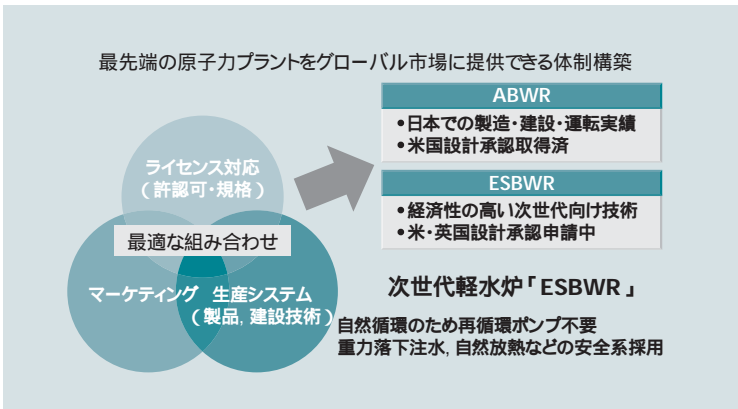 最先端の原子力プラントをグローバル市場に提供できる体制構築
ライセンス対応
(許認可・規格)
最適な組み合わせ
マーケティング
生産システム
(製品, 建設技術)
ABWR
•日本での製造・建設・運転実績
•米国設計承認取得済
ESBWR
•経済性の高い次世代向け技術
•米・英国設計承認申請中
次世代軽水炉「ESBWR」
自然循環のため再循環ポンプ不要
重力落下注水, 自然放熱などの安全系採用